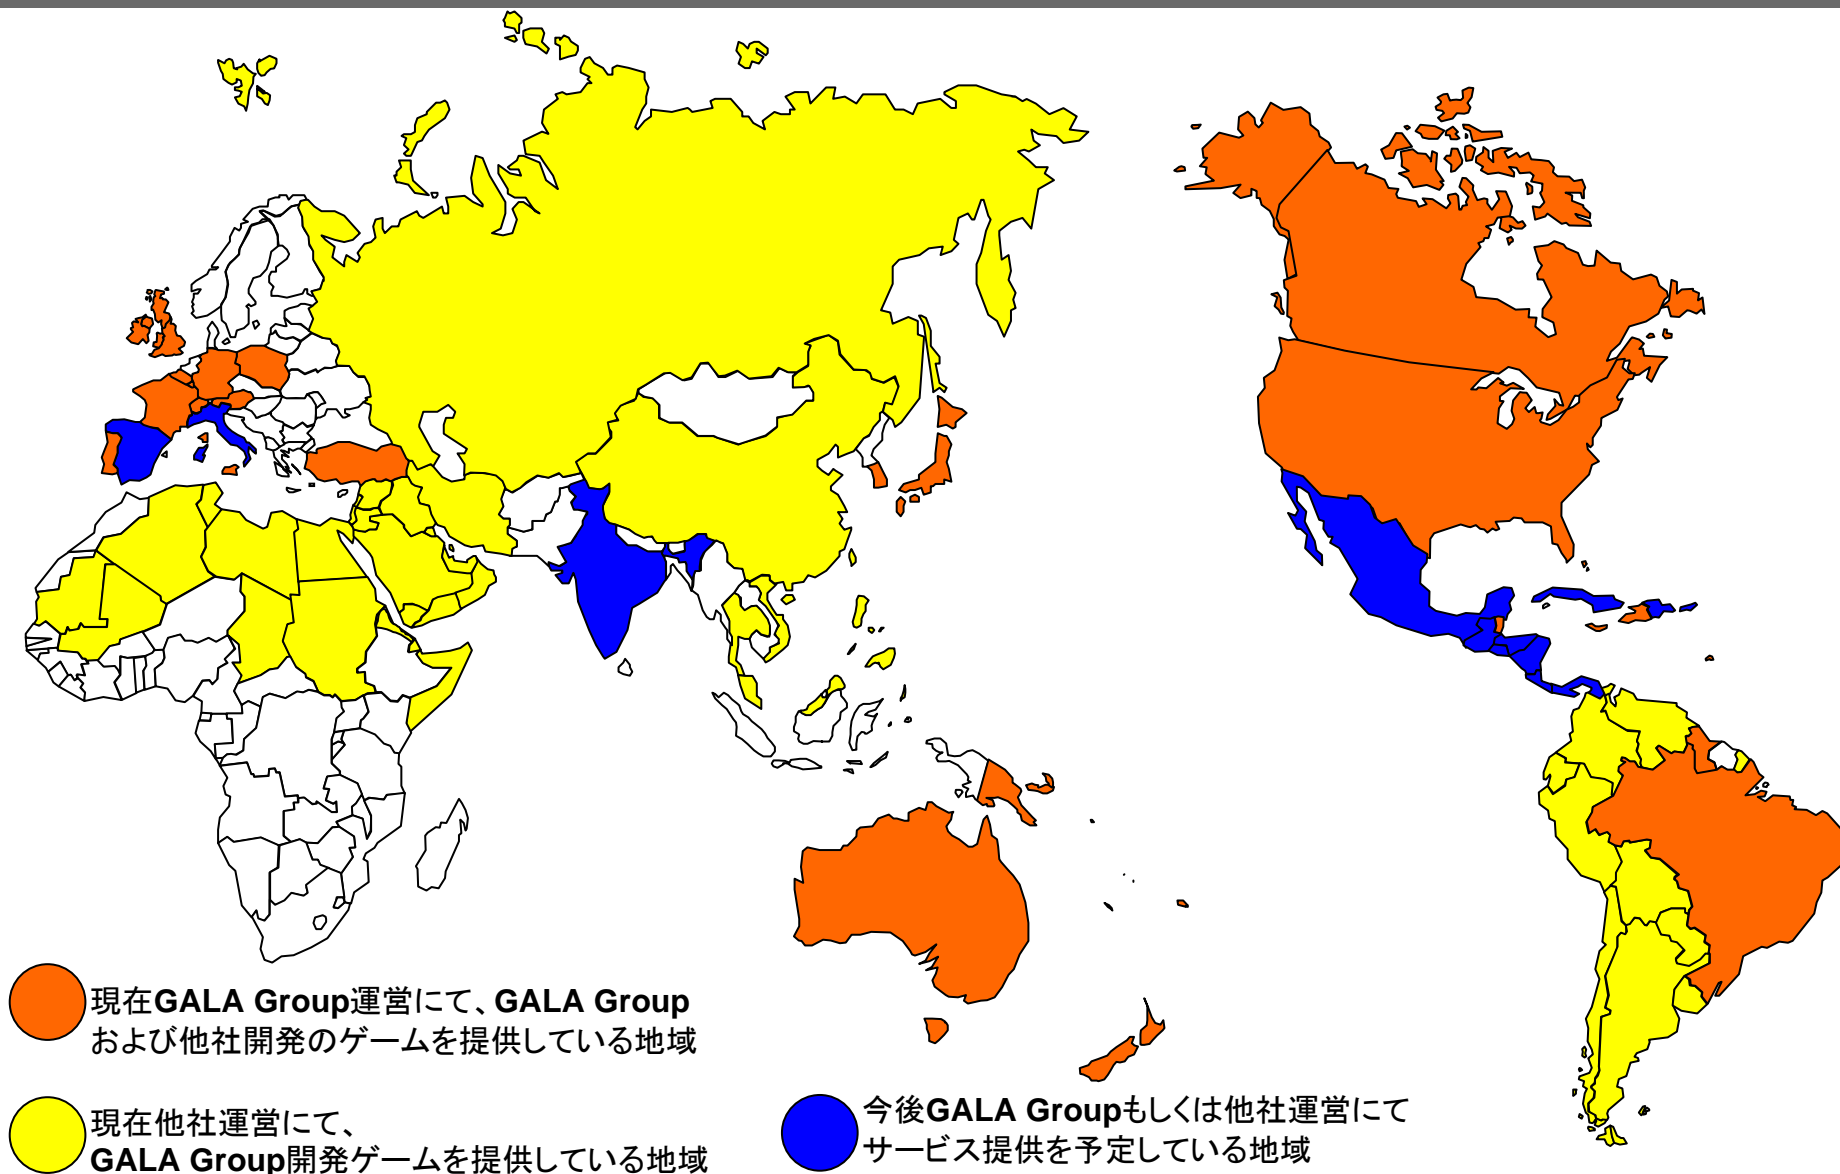 現在GALA Group運営にて、GALA Group
および他社開発のゲームを提供している地域
現在他社運営にて、
GALA Group開発ゲームを提供している地域
今後GALA Groupもしくは他社運営にて
サービス提供を予定している地域